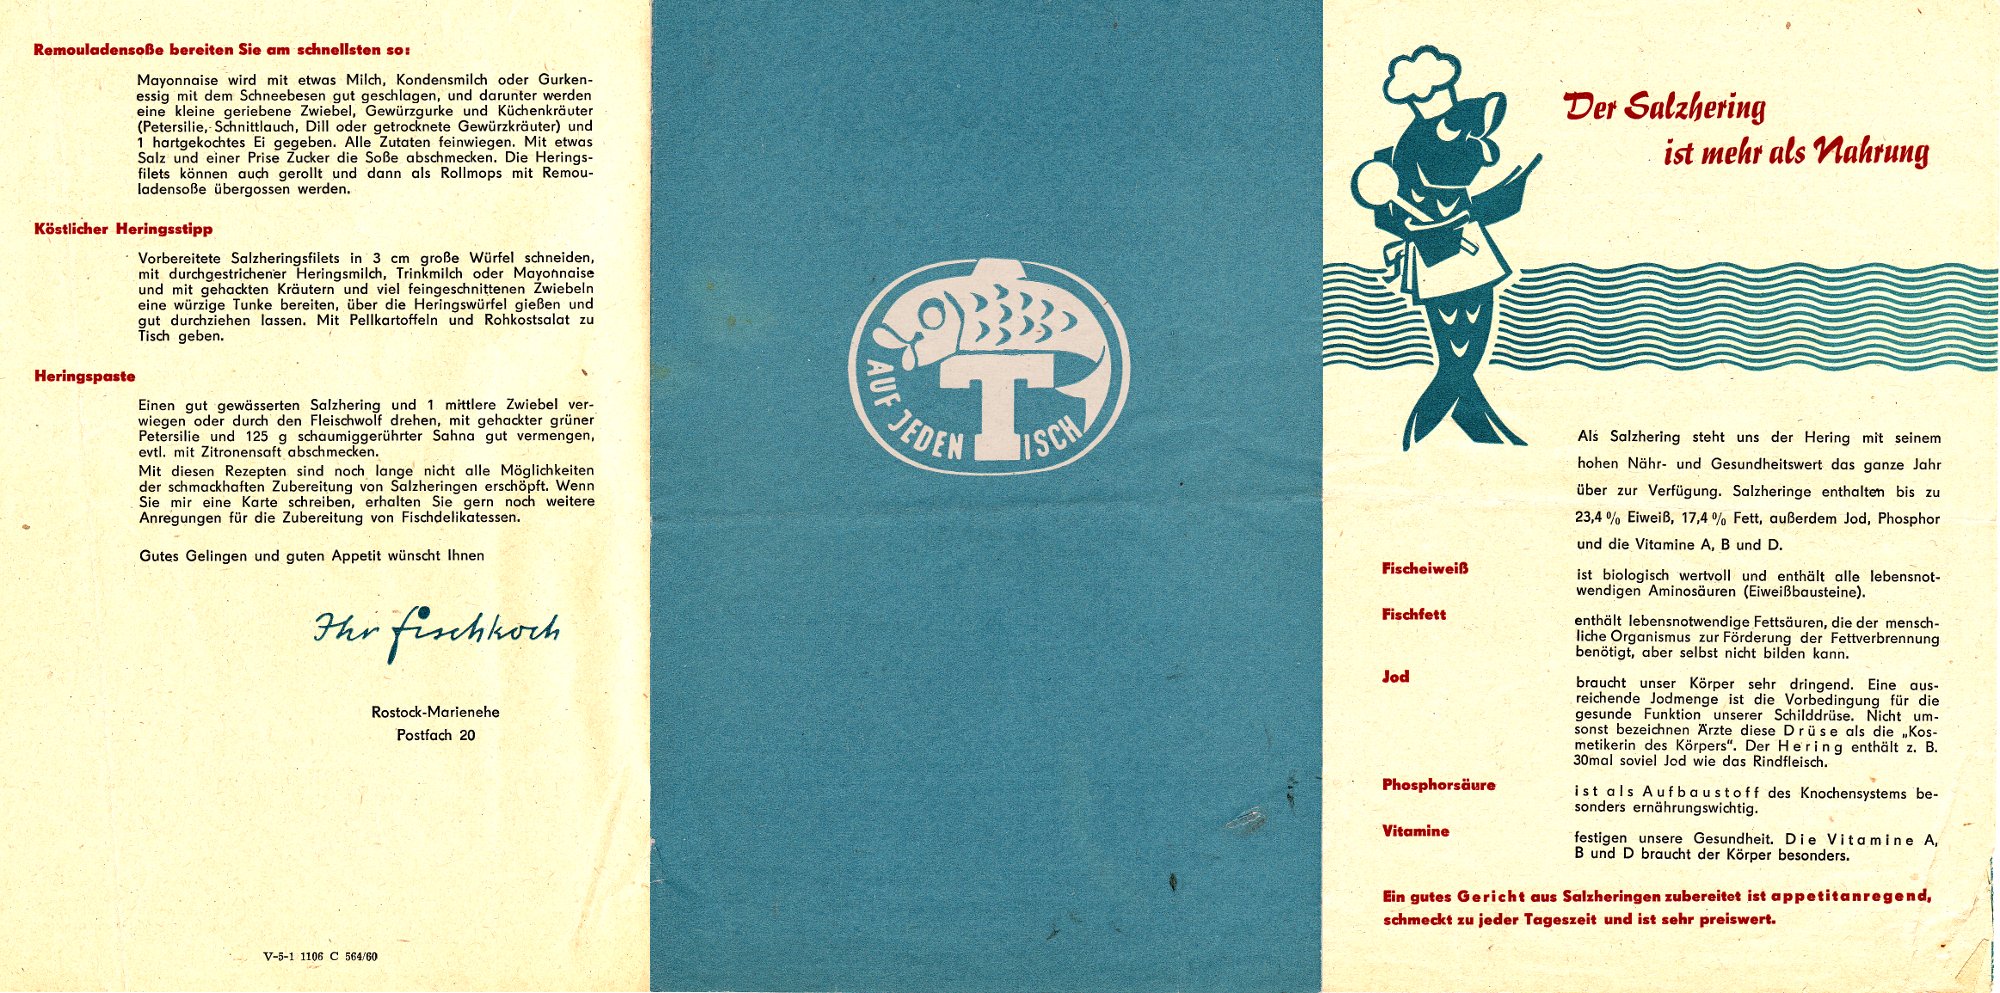 Remouladensoße bereiten Sie am schnellsten so:
Mayonnaise wird mit etwas Milch, Kondensmilch oder Gurken-
essig mit dem Schneebesen gut geschlagen, und darunter werden
eine kleine geriebene Zwiebel, Gewürzgurke und Küchenkräuter
(Petersilie, Schnittlauch, Dill oder getrocknete Gewürzkräuter) und
1 hartgekochtes Ei gegeben. Alle Zutaten feinwiegen. Mit etwas
Salz und einer Prise Zucker die Soße abschmecken. Die Herings-
filets können auch gerollt und dann als Rollmops mit Remou-
ladensoße übergossen werden.
Köstlicher Heringsstipp
Vorbereitete Salzheringsfilets in 3 cm große Würfel schneiden,
mit durchgestrichener Heringsmilch, Trinkmilch oder Mayonnaise
und mit gehackten Kräutern und viel feingeschnittenen Zwiebeln
eine würzige Tunke bereiten, über die Heringswürfel gießen und
gut durchziehen lassen. Mit Pellkartoffeln und Rohkostsalat zu
Tisch geben.
Heringspaste
Einen gut gewässerten Salzhering und 1 mittlere Zwiebel ver-
wiegen oder durch den Fleischwolf drehen, mit gehackter grüner
Petersilie und 125 g schaumiggerührter Sahna gut vermengen,
evtl. mit Zitronensaft abschmecken.
Mit diesen Rezepten sind noch lange nicht alle Möglichkeiten
der schmackhaften Zubereitung von Salzheringen erschöpft. Wenn
Sie mir eine Karte schreiben, erhalten Sie gern noch weitere
Anregungen für die Zubereitung von Fischdelikatessen.
Gutes Gelingen und guten Appetit wünscht Ihnen
Ihr Fischkoch
Rostock-Marienehe
Postfach 20
V-5-1 1106 C 564/60
AUF JEDEN TISCH
Der Salzhering
ist mehr als Nahrung
Als Salzhering steht uns der Hering mit seinem
hohen Nähr- und Gesundheitswert das ganze Jahr
über zur Verfügung. Salzheringe enthalten bis zu
23,4 % Eiweiß, 17,4 % Fett, außerdem Jod, Phosphor
und die Vitamine A, B und D.
Fischeiweiß
ist biologisch wertvoll und enthält alle lebensnot-
wendigen Aminosäuren (Eiweißbausteine).
Fischfett
enthält lebensnotwendige Fettsäuren, die der mensch-
liche Organismus zur Förderung der Fettverbrennung
benötigt, aber selbst nicht bilden kann.
Jod
braucht unser Körper sehr dringend. Eine aus-
reichende Jodmenge ist die Vorbedingung für die
gesunde Funktion unserer Schilddrüse. Nicht um-
sonst bezeichnen Ärzte diese Drüse als die „Kos-
metikerin des Körpers“. Der Hering enthält z. B.
30mal soviel Jod wie das Rindfleisch.
Phosphorsäure
ist als Aufbaustoff des Knochensystems be-
sonders ernährungswichtig.
Vitamine
festigen unsere Gesundheit. Die Vitamine A,
B und D braucht der Körper besonders.
Ein gutes Gericht aus Salzheringen zubereitet ist appetitanregend,
schmeckt zu jeder Tageszeit und ist sehr preiswert.